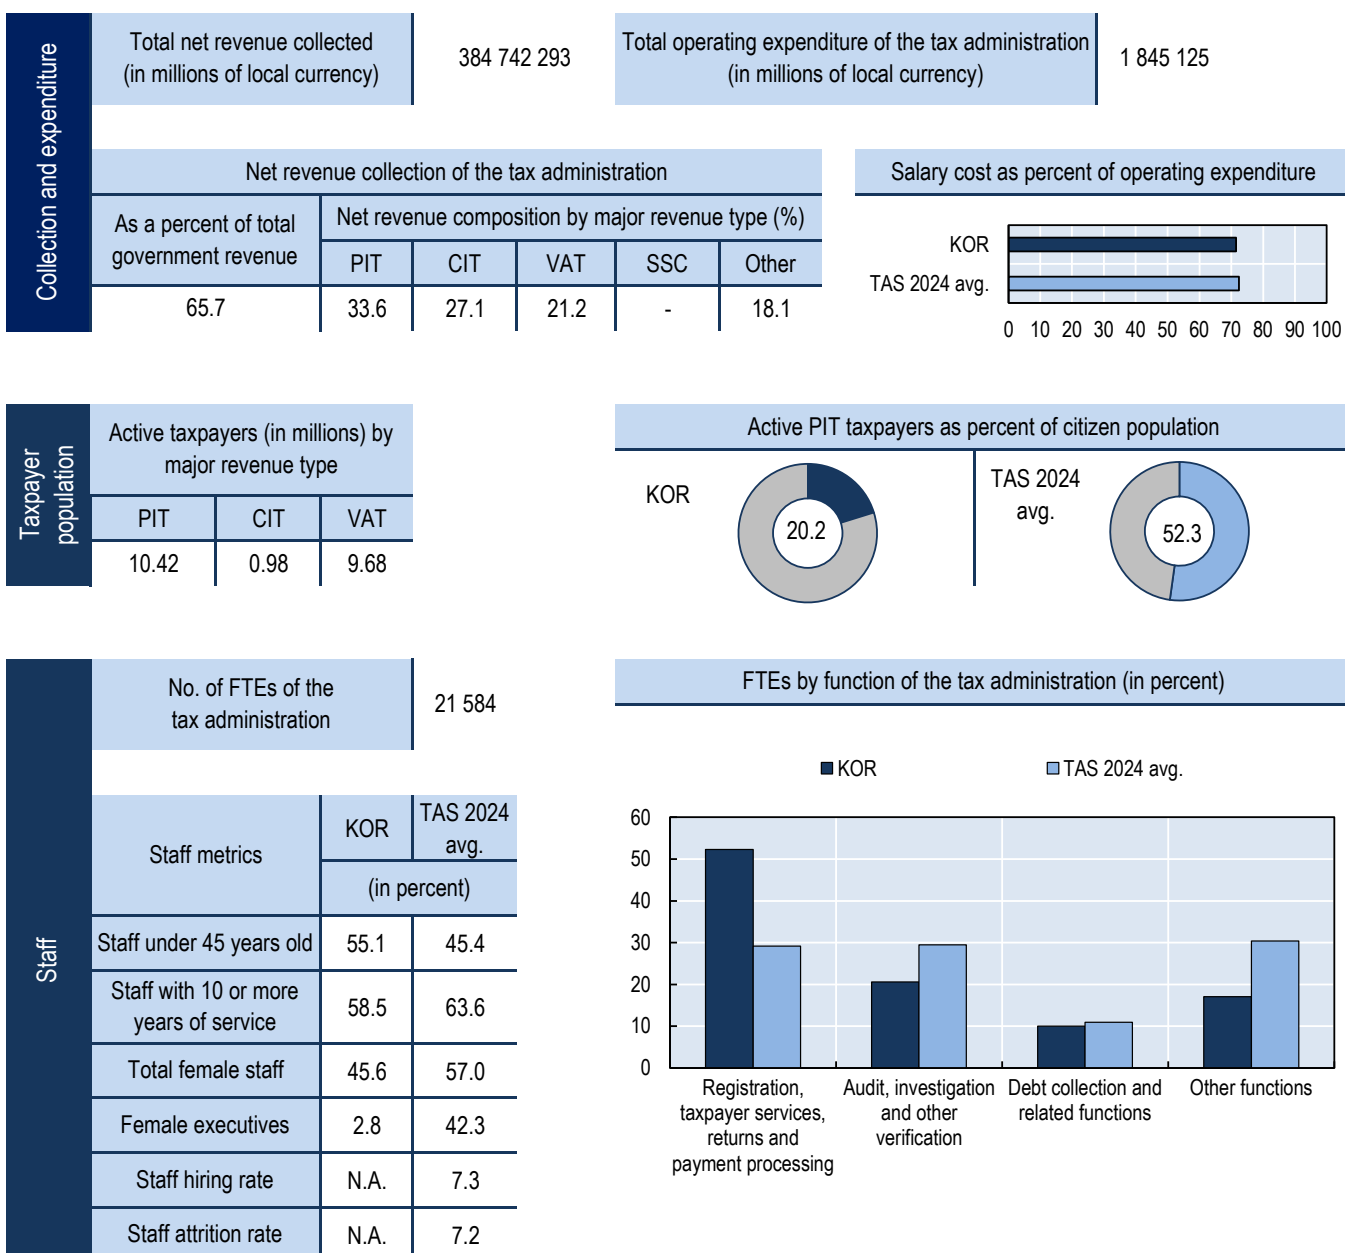 Collection and expenditure
Total net revenue collected
(in millions of local currency)
384 742 293
Total operating expenditure of the tax administration
(in millions of local currency)
1 845 125
Net revenue collection of the tax administration
As a percent of total
government revenue
Net revenue composition by major revenue type (%)
PIT CIT VAT SSC Other
65.7 33.6 27.1 21.2 - 18.1
Salary cost as percent of operating expenditure
KOR
TAS 2024 avg.
0 10 20 30 40 50 60 70 80 90 100
Taxpayer
population
Active taxpayers (in millions) by
major revenue type
PIT CIT VAT
10.42 0.98 9.68
Active PIT taxpayers as percent of citizen population
KOR
20.2
TAS 2024
avg.
52.3
Staff
No. of FTEs of the
tax administration
21 584
Staff metrics
KOR
TAS 2024
avg.
(in percent)
Staff under 45 years old 55.1 45.4
Staff with 10 or more
years of service
58.5 63.6
Total female staff 45.6 57.0
Female executives 2.8 42.3
Staff hiring rate N.A. 7.3
Staff attrition rate N.A. 7.2
FTEs by function of the tax administration (in percent)
KOR
TAS 2024 avg.
60
50
40
30
20
10
0
Registration,
taxpayer services,
returns and
payment processing
Audit, investigation
and other
verification
Debt collection and
related functions
Other functions